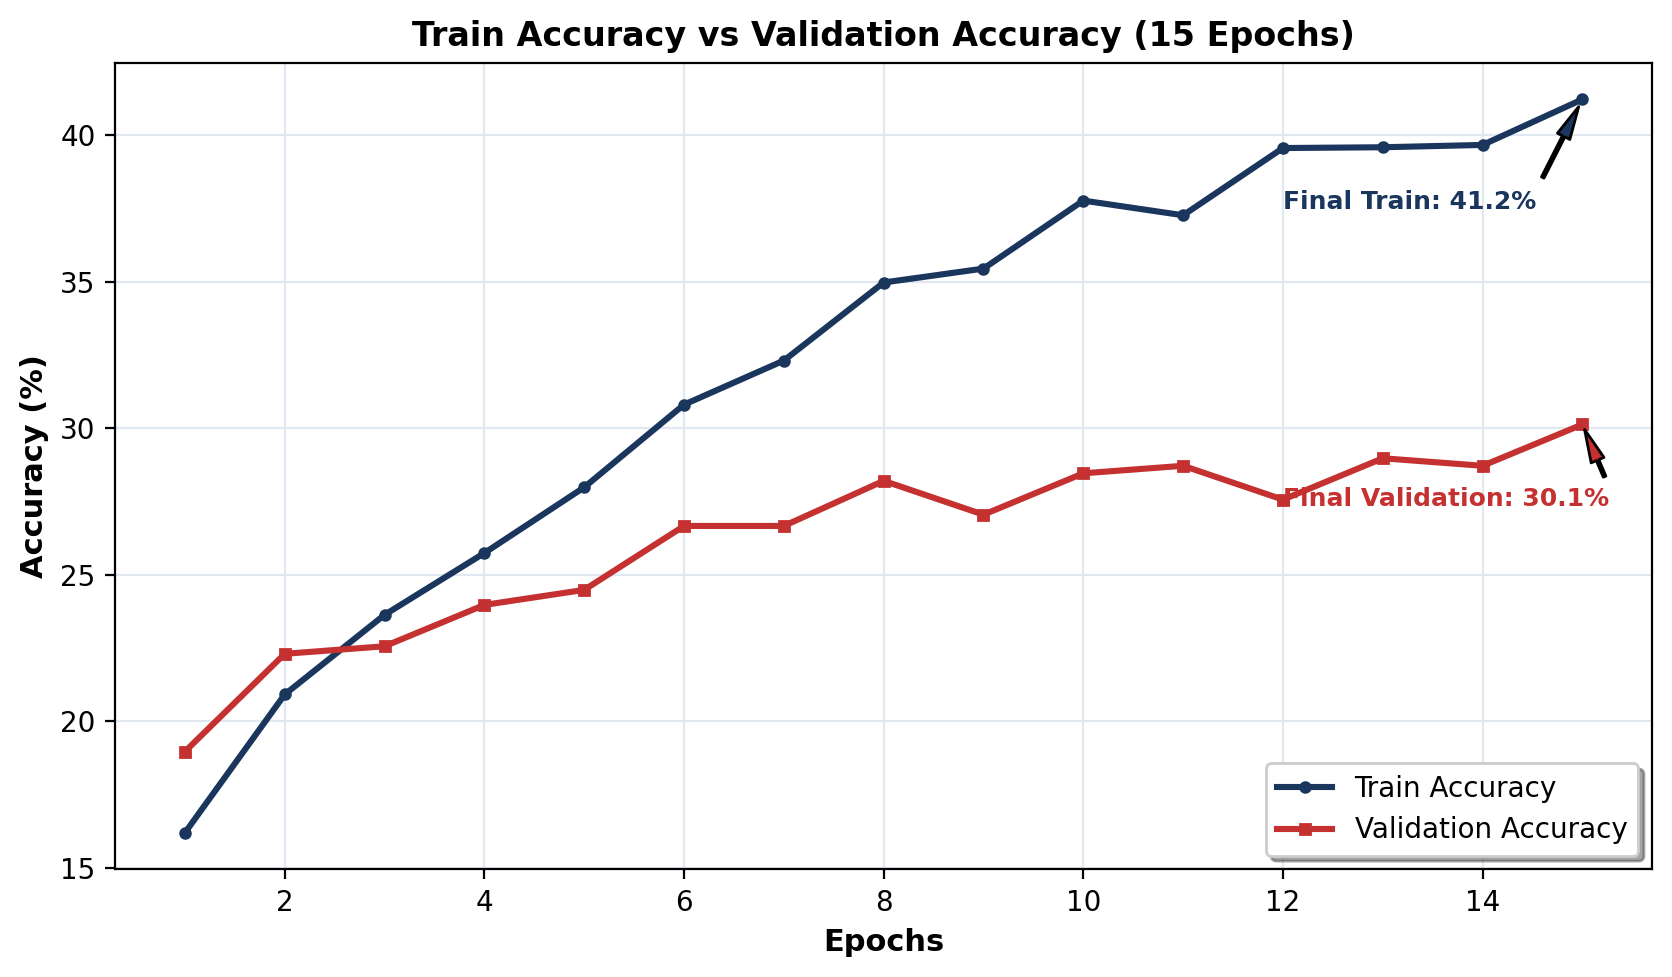 Train Accuracy vs Validation Accuracy (15 Epochs)
Accuracy (%)
40
35
30
25
20
15
Final Train: 41.2%
Final Validation: 30.1%
Train Accuracy
Validation Accuracy
2 4 6 8 10 12 14
Epochs